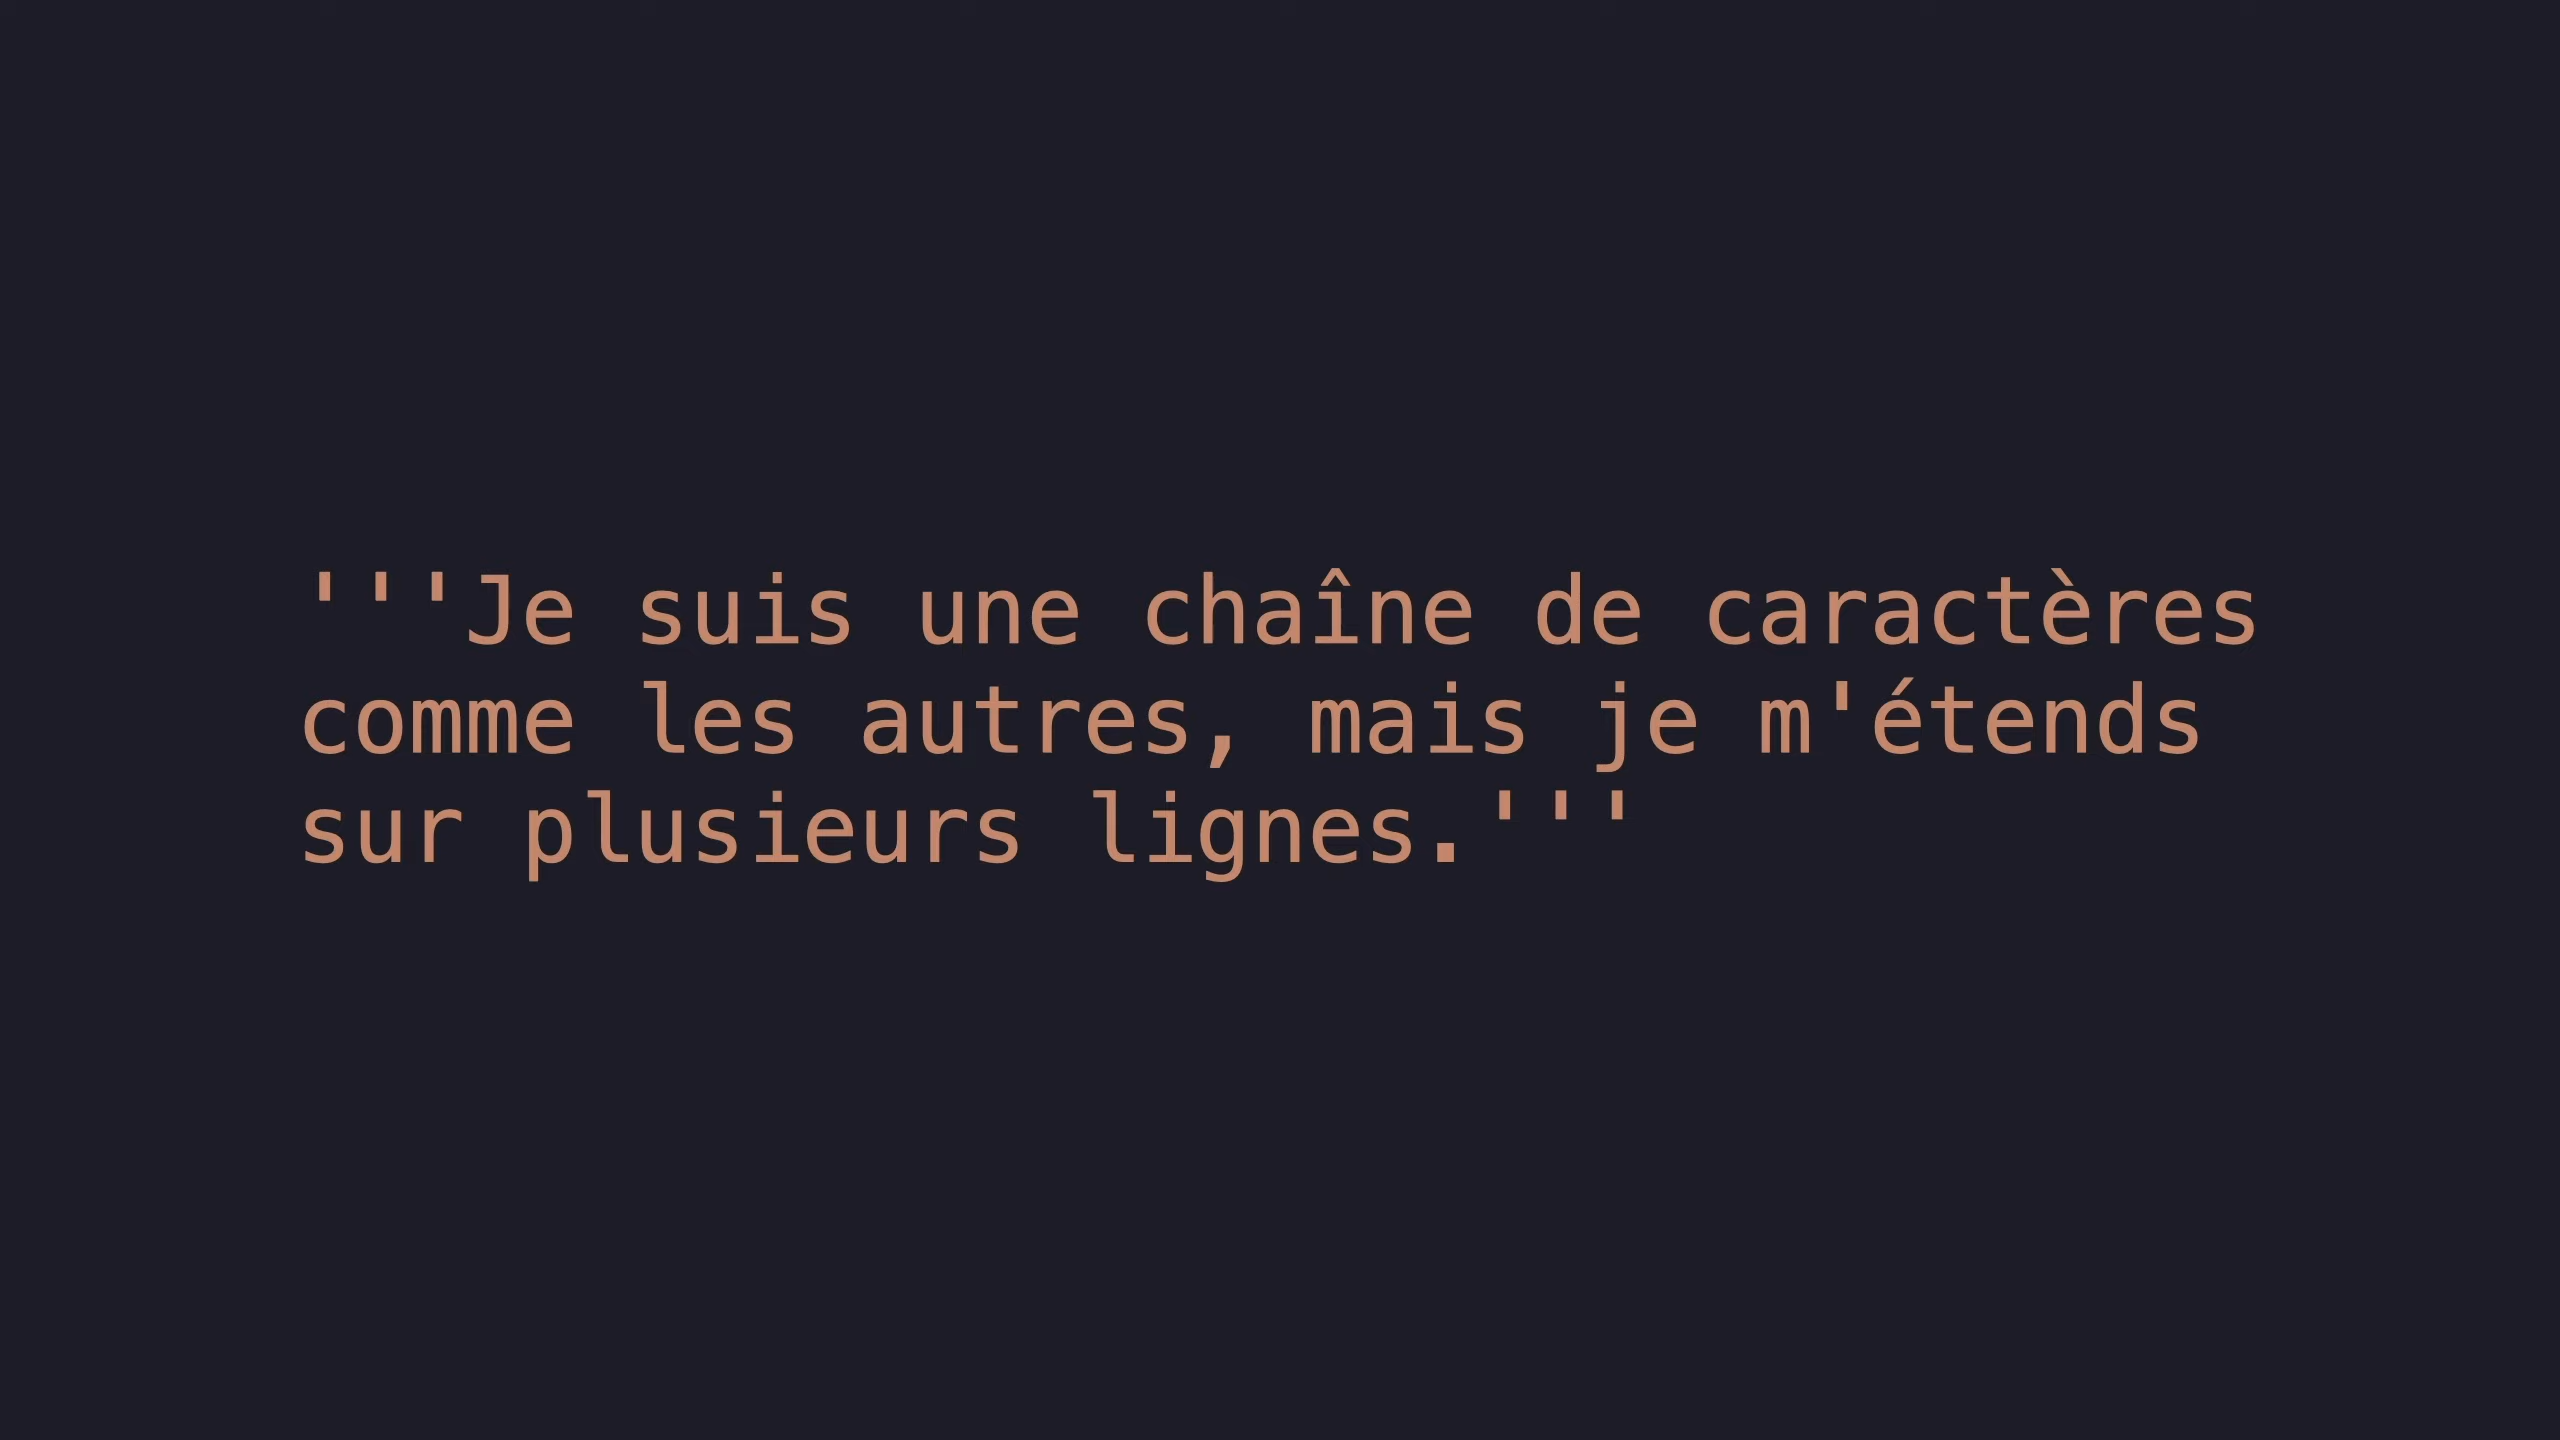 '''Je suis une chaîne de caractères
comme les autres, mais je m'étends
sur plusieurs lignes.'''